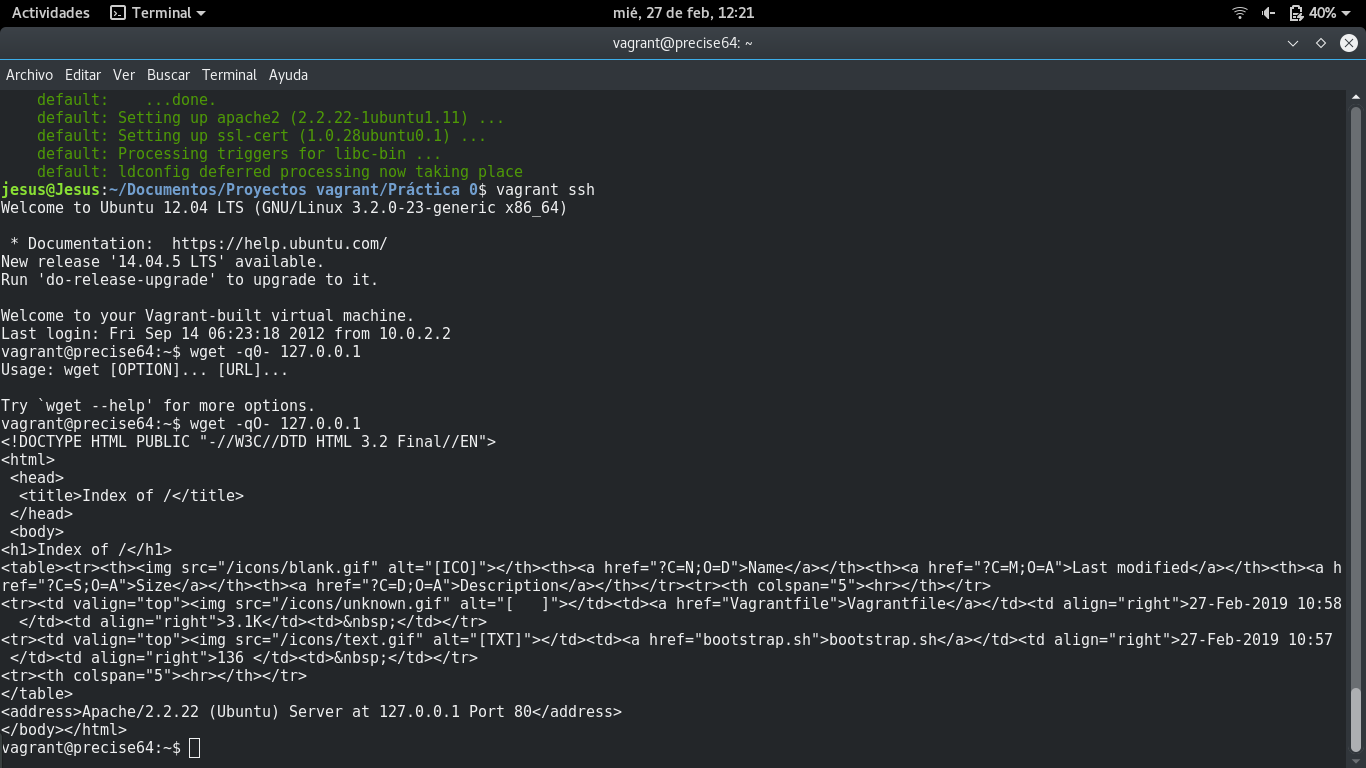 Actividades Terminal mié, 27 de feb, 12:21 40%
vagrant@precise64: ~
Archivo Editar Ver Buscar Terminal Ayuda
    default:    ...done.
    default: Setting up apache2 (2.2.22-1ubuntu1.11) ...
    default: Setting up ssl-cert (1.0.28ubuntu0.1) ...
    default: Processing triggers for libc-bin ...
    default: ldconfig deferred processing now taking place
jesus@Jesus:~/Documentos/Proyectos vagrant/Práctica 0$ vagrant ssh
Welcome to Ubuntu 12.04 LTS (GNU/Linux 3.2.0-23-generic x86_64)

 * Documentation:  https://help.ubuntu.com/
New release '14.04.5 LTS' available.
Run 'do-release-upgrade' to upgrade to it.

Welcome to your Vagrant-built virtual machine.
Last login: Fri Sep 14 06:23:18 2012 from 10.0.2.2
vagrant@precise64:~$ wget -q0- 127.0.0.1
Usage: wget [OPTION]... [URL]...

Try `wget --help' for more options.
vagrant@precise64:~$ wget -qO- 127.0.0.1
<!DOCTYPE HTML PUBLIC "-//W3C//DTD HTML 3.2 Final//EN">
<html>
 <head>
  <title>Index of /</title>
 </head>
 <body>
<h1>Index of /</h1>
<table><tr><th><img src="/icons/blank.gif" alt="[ICO]"></th><th><a href="?C=N;O=D">Name</a></th><th><a href="?C=M;O=A">Last modified</a></th><th><a h
ref="?C=S;O=A">Size</a></th><th><a href="?C=D;O=A">Description</a></th></tr><tr><th colspan="5"><hr></th></tr>
<tr><td valign="top"><img src="/icons/unknown.gif" alt="[   ]"></td><td><a href="Vagrantfile">Vagrantfile</a></td><td align="right">27-Feb-2019 10:58
  </td><td align="right">3.1K</td><td>&nbsp;</td></tr>
<tr><td valign="top"><img src="/icons/text.gif" alt="[TXT]"></td><td><a href="bootstrap.sh">bootstrap.sh</a></td><td align="right">27-Feb-2019 10:57
 </td><td align="right">136 </td><td>&nbsp;</td></tr>
<tr><th colspan="5"><hr></th></tr>
</table>
<address>Apache/2.2.22 (Ubuntu) Server at 127.0.0.1 Port 80</address>
</body></html>
vagrant@precise64:~$